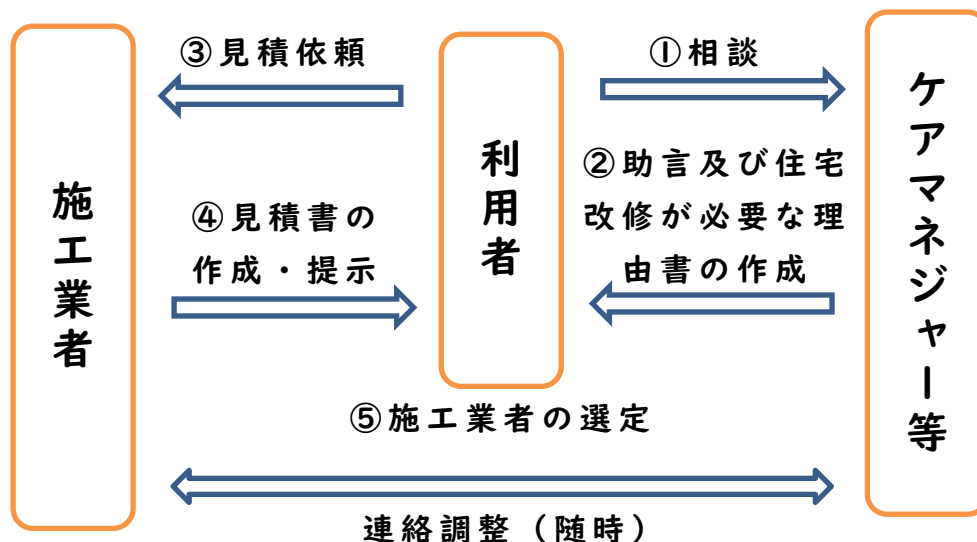 ③見積依頼
①相談
施工業者
利用者
ケアマネジャー等
②助言及び住宅
改修が必要な理
由書の作成
④見積書の
作成・提示
⑤施工業者の選定
連絡調整（随時）